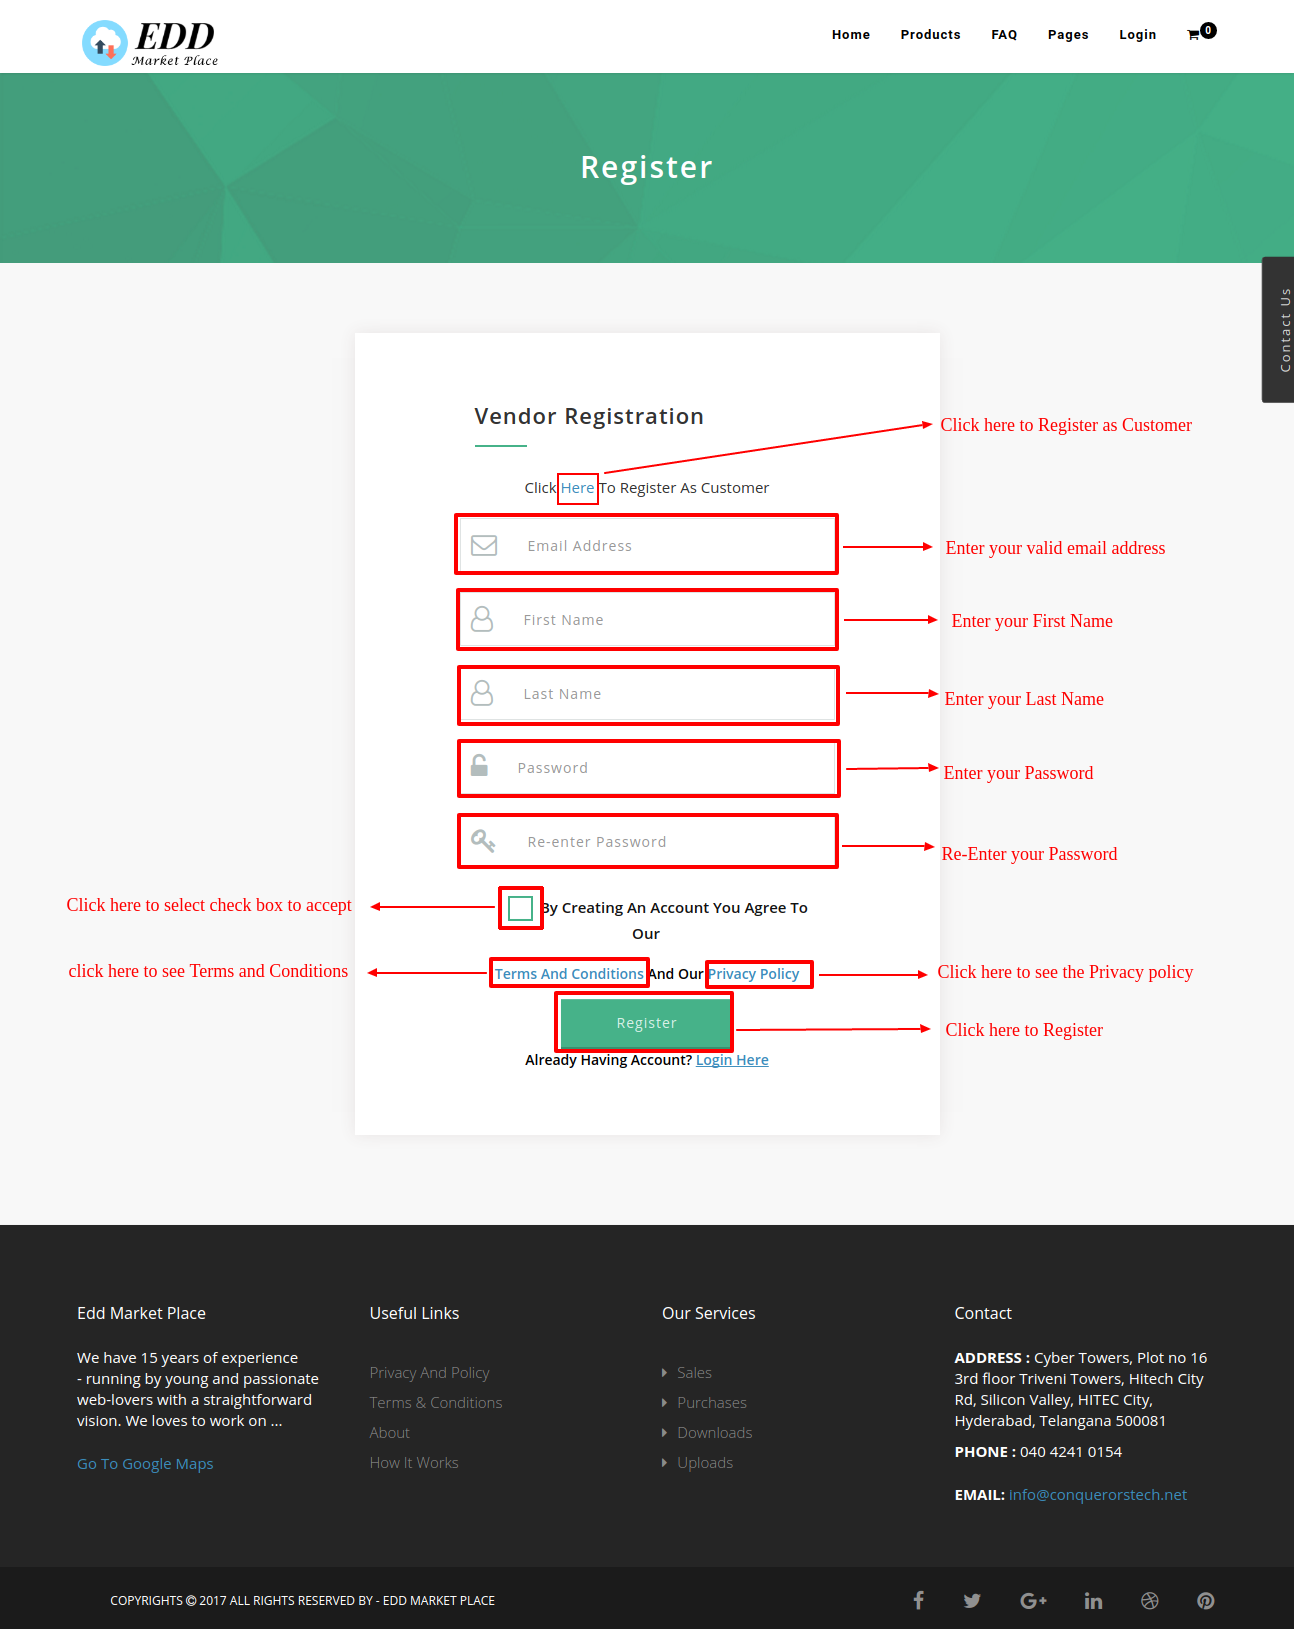 EDD
Market Place
Home Products FAQ Pages Login 0
Register
Contact Us
Vendor Registration
Click here to Register as Customer
Click Here To Register As Customer
Email Address
Enter your valid email address
First Name
Enter your First Name
Last Name
Enter your Last Name
Password
Enter your Password
Re-enter Password
Re-Enter your Password
Click here to select check box to accept
By Creating An Account You Agree To
Our
click here to see Terms and Conditions
Terms And Conditions And Our Privacy Policy
Click here to see the Privacy policy
Register
Click here to Register
Already Having Account? Login Here
Edd Market Place
We have 15 years of experience
- running by young and passionate
web-lovers with a straightforward
vision. We loves to work on ...
Go To Google Maps
Useful Links
Privacy And Policy
Terms & Conditions
About
How It Works
Our Services
Sales
Purchases
Downloads
Uploads
Contact
ADDRESS : Cyber Towers, Plot no 16
3rd floor Triveni Towers, Hitech City
Rd, Silicon Valley, HITEC City,
Hyderabad, Telangana 500081
PHONE : 040 4241 0154
EMAIL: info@conquerorstech.net
COPYRIGHTS © 2017 ALL RIGHTS RESERVED BY - EDD MARKET PLACE